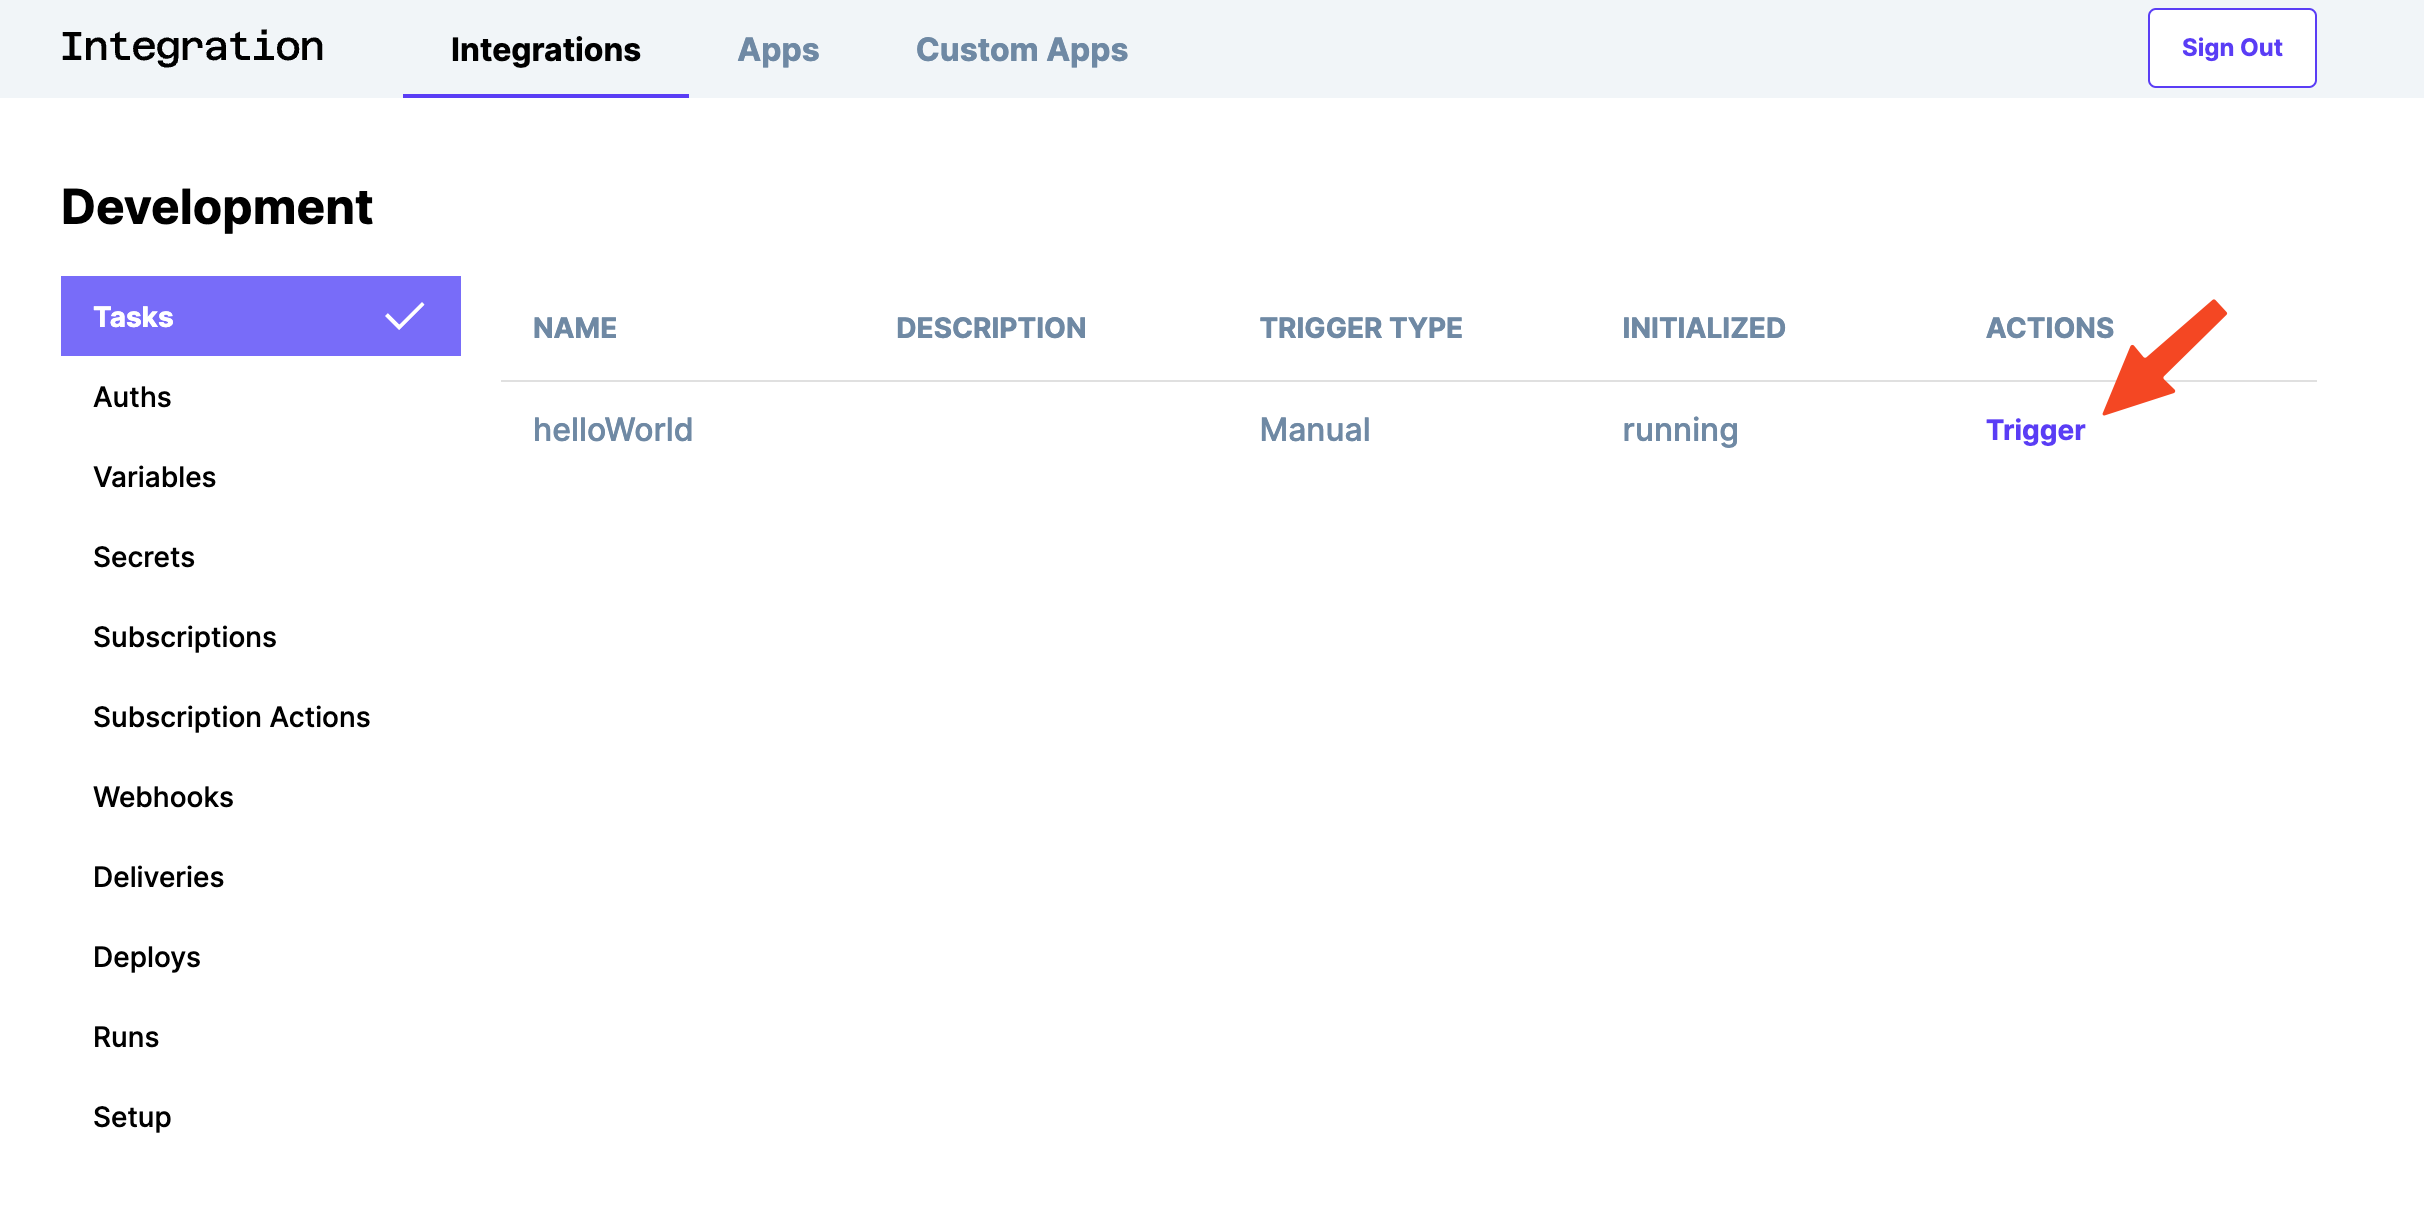 Integration Integrations Apps Custom Apps Sign Out
Development
Tasks
Auths
Variables
Secrets
Subscriptions
Subscription Actions
Webhooks
Deliveries
Deploys
Runs
Setup
NAME DESCRIPTION TRIGGER TYPE INITIALIZED ACTIONS
helloWorld Manual running Trigger